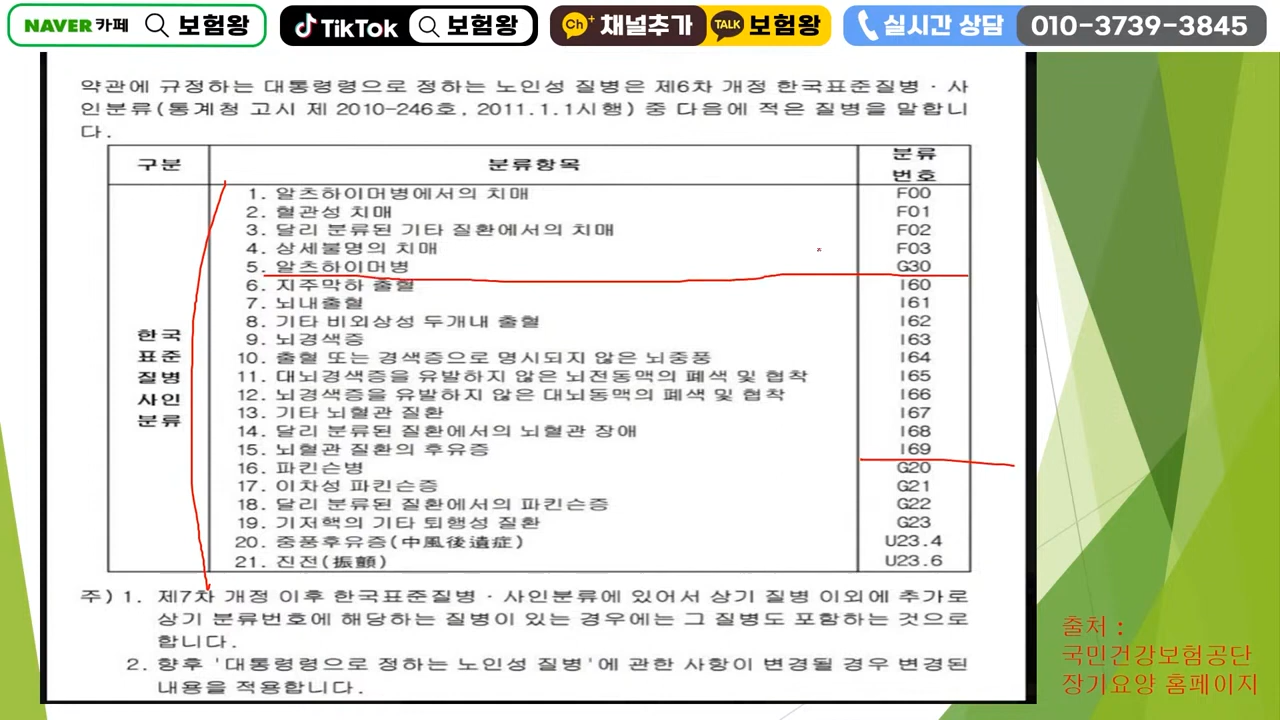 NAVER 카페 보험왕 TikTok 보험왕 Ch+ 채널추가 TALK 보험왕 실시간 상담 010-3739-3845
약관에 규정하는 대통령령으로 정하는 노인성 질병은 제6차 개정 한국표준질병·사
인분류(통계청 고시 제 2010-246호, 2011.1.1시행) 중 다음에 적은 질병을 말합니
다.
구분 분류항목 분류번호
한국표준질병사인분류
1. 알츠하이머병에서의 치매 F00
2. 혈관성 치매 F01
3. 달리 분류된 기타 질환에서의 치매 F02
4. 상세불명의 치매 F03
5. 알츠하이머병 G30
6. 지주막하 출혈 I60
7. 뇌내출혈 I61
8. 기타 비외상성 두개내 출혈 I62
9. 뇌경색증 I63
10. 출혈 또는 경색증으로 명시되지 않은 뇌중풍 I64
11. 대뇌경색증을 유발하지 않은 뇌전동맥의 폐색 및 협착 I65
12. 뇌경색증을 유발하지 않은 대뇌동맥의 폐색 및 협착 I66
13. 기타 뇌혈관 질환 I67
14. 달리 분류된 질환에서의 뇌혈관 장애 I68
15. 뇌혈관 질환의 후유증 I69
16. 파킨슨병 G20
17. 이차성 파킨슨증 G21
18. 달리 분류된 질환에서의 파킨슨증 G22
19. 기저핵의 기타 퇴행성 질환 G23
20. 중풍후유증(中風後遺症) U23.4
21. 진전(振顫) U23.6
주) 1. 제7차 개정 이후 한국표준질병·사인분류에 있어서 상기 질병 이외에 추가로
상기 분류번호에 해당하는 질병이 있는 경우에는 그 질병도 포함하는 것으로
합니다.
2. 향후 '대통령령으로 정하는 노인성 질병'에 관한 사항이 변경될 경우 변경된
내용을 적용합니다.
출처 :
국민건강보험공단
장기요양 홈페이지